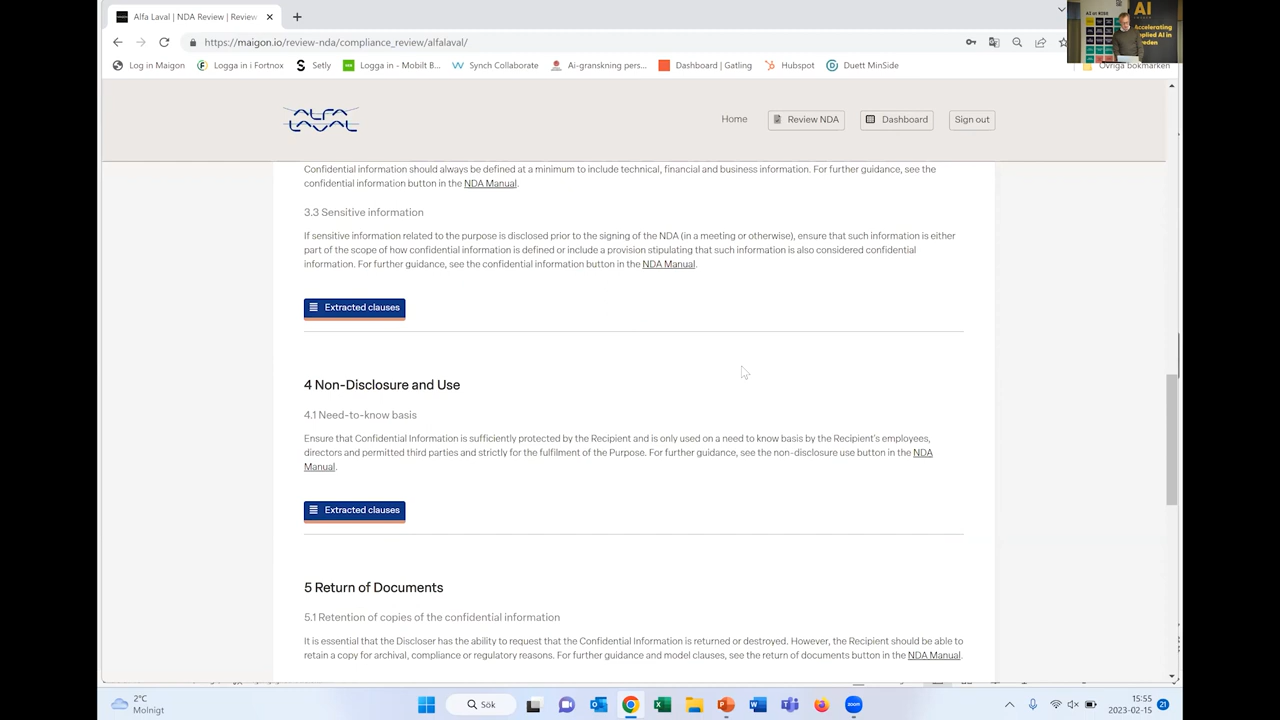 Alfa Laval | NDA Review | Review
https://maigon.io/review-nda/compliance_review/alfalaval/
Log in Maigon
Logga in i Fortnox
Setly
Logga in - Mobilt B...
Synch Collaborate
Ai-granskning pers...
Dashboard | Gatling
Hubspot
Duett MinSide
Övriga bokmärken
AI
Accelerating
applied AI in
Sweden
ALFA
LAVAL
Home
Review NDA
Dashboard
Sign out
Confidential information should always be defined at a minimum to include technical, financial and business information. For further guidance, see the
confidential information button in the NDA Manual.
3.3 Sensitive information
If sensitive information related to the purpose is disclosed prior to the signing of the NDA (in a meeting or otherwise), ensure that such information is either
part of the scope of how confidential information is defined or include a provision stipulating that such information is also considered confidential
information. For further guidance, see the confidential information button in the NDA Manual.
Extracted clauses
4 Non-Disclosure and Use
4.1 Need-to-know basis
Ensure that Confidential Information is sufficiently protected by the Recipient and is only used on a need to know basis by the Recipient's employees,
directors and permitted third parties and strictly for the fulfilment of the Purpose. For further guidance, see the non-disclosure use button in the NDA
Manual.
Extracted clauses
5 Return of Documents
5.1 Retention of copies of the confidential information
It is essential that the Discloser has the ability to request that the Confidential Information is returned or destroyed. However, the Recipient should be able to
retain a copy for archival, compliance or regulatory reasons. For further guidance and model clauses, see the return of documents button in the NDA Manual.
2°C
Molnigt
Sök
zoom
15:55
2023-02-15
21